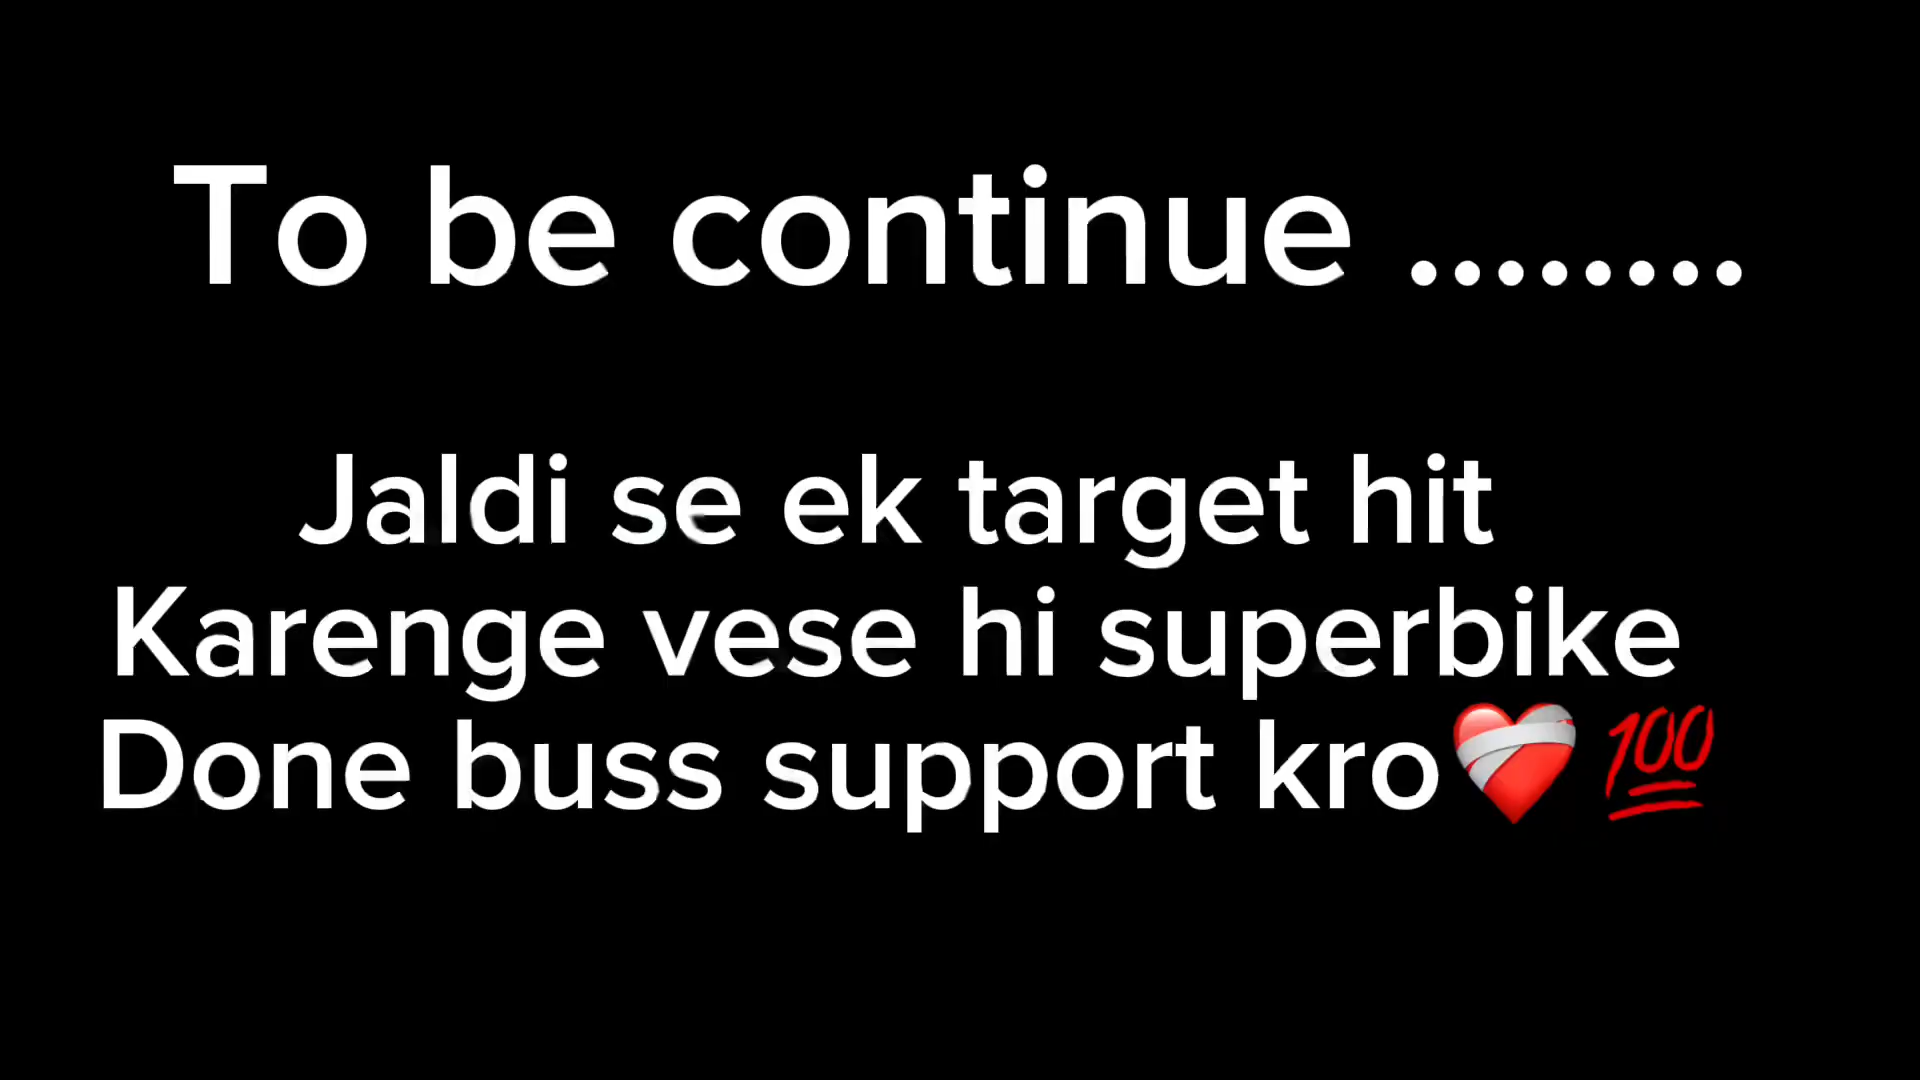 To be continue ........
Jaldi se ek target hit
Karenge vese hi superbike
Done buss support kro❤️‍🩹 💯